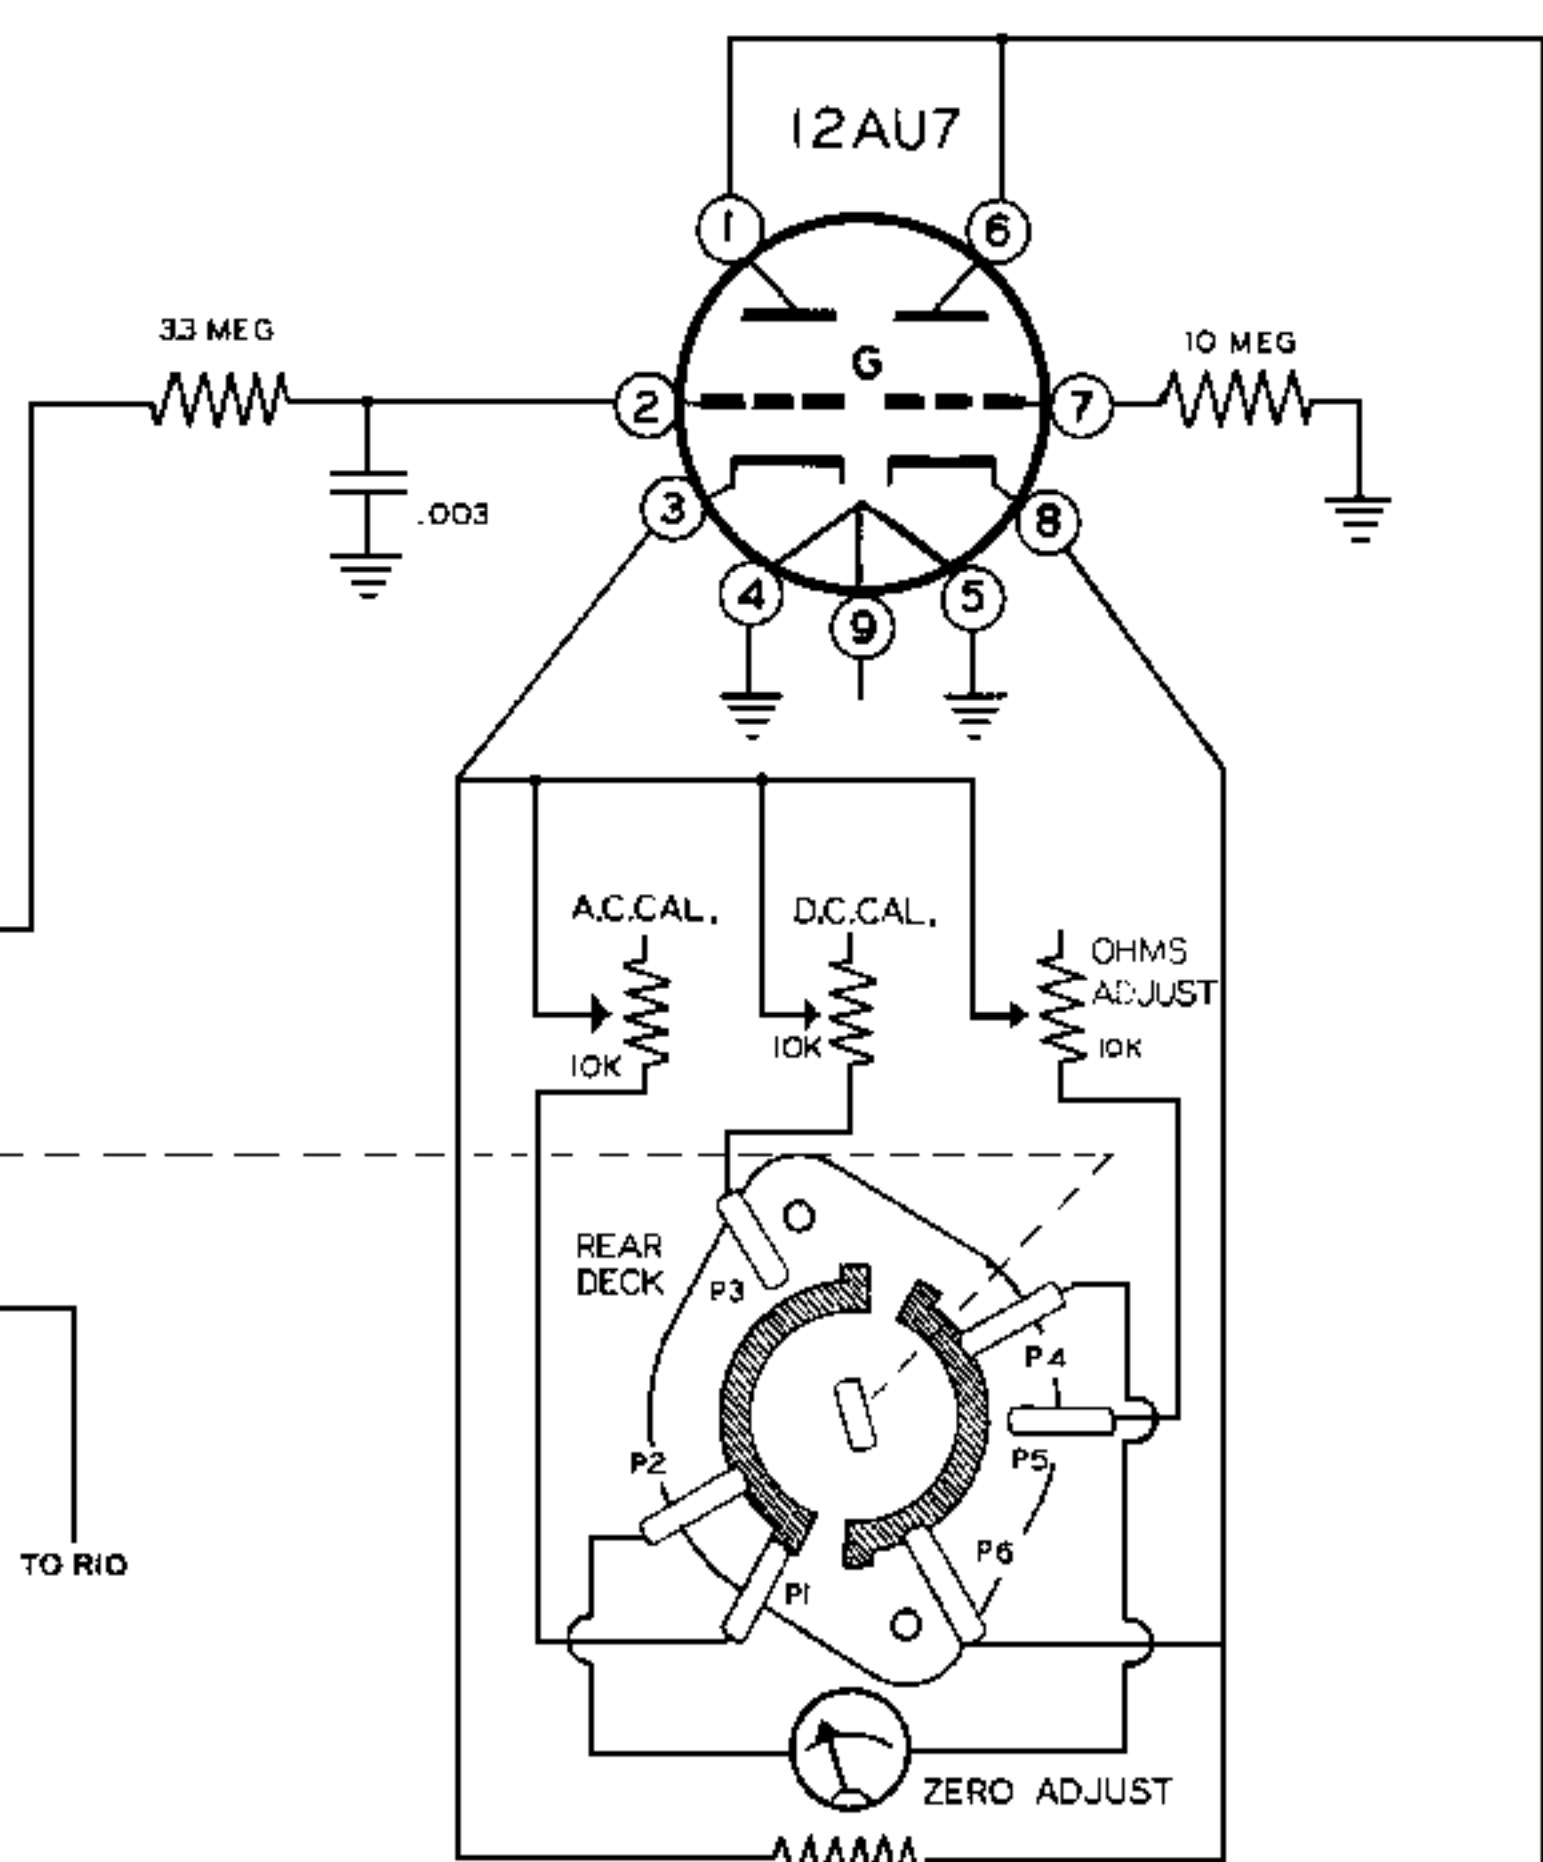 12AU7
1
6
3.3 MEG
10 MEG
G
2
7
3
8
.003
4
5
9
A.C.CAL.
D.C.CAL.
OHMS
ADJUST
10K
10K
10K
REAR
DECK
P3
P4
P2
P5
P6
TO R10
P1
ZERO ADJUST